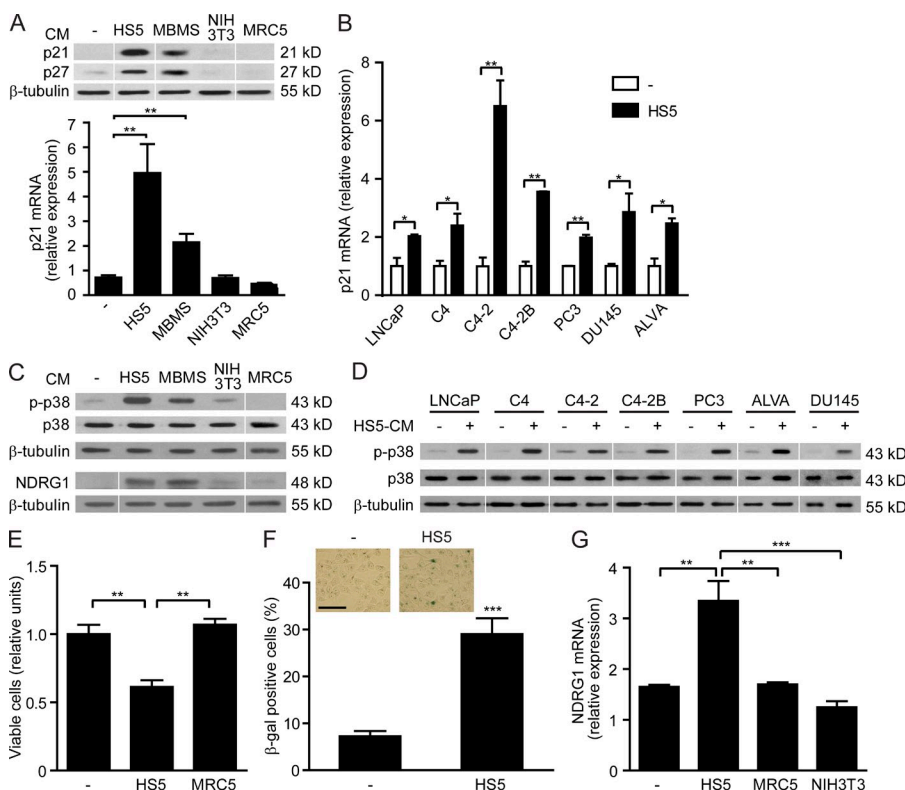 A
CM - HS5 MBMS NIH 3T3 MRC5
p21 21 kD
p27 27 kD
β-tubulin 55 kD
** 
**
p21 mRNA
(relative expression)
7
6
5
4
3
2
1
0
- HS5 MBMS NIH3T3 MRC5
B
p21 mRNA (relative expression)
8
6
4
2
0
-
HS5
* * ** ** ** * *
LNCaP C4 C4-2 C4-2B PC3 DU145 ALVA
C
CM - HS5 MBMS NIH 3T3 MRC5
p-p38 43 kD
p38 43 kD
β-tubulin 55 kD
NDRG1 48 kD
β-tubulin 55 kD
D
LNCaP C4 C4-2 C4-2B PC3 ALVA DU145
HS5-CM - + - + - + - + - + - + - +
p-p38 43 kD
p38 43 kD
β-tubulin 55 kD
E
Viable cells (relative units)
1.5
1.0
0.5
0
** **
- HS5 MRC5
F
- HS5
β-gal positive cells (%)
40
30
20
10
0
***
- HS5
G
NDRG1 mRNA
(relative expression)
4
3
2
1
0
***
** **
- HS5 MRC5 NIH3T3